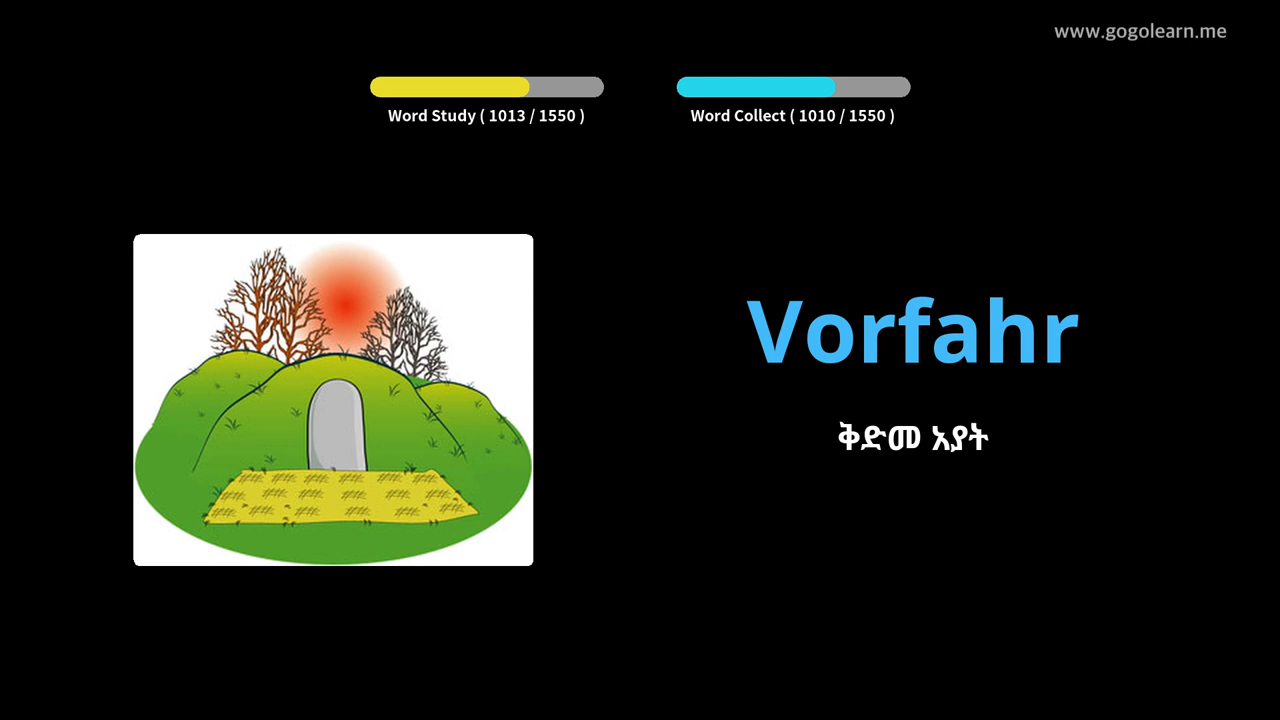 www.gogolearn.me
Word Study ( 1013 / 1550 )
Word Collect ( 1010 / 1550 )
Vorfahr
ቅድመ አያት